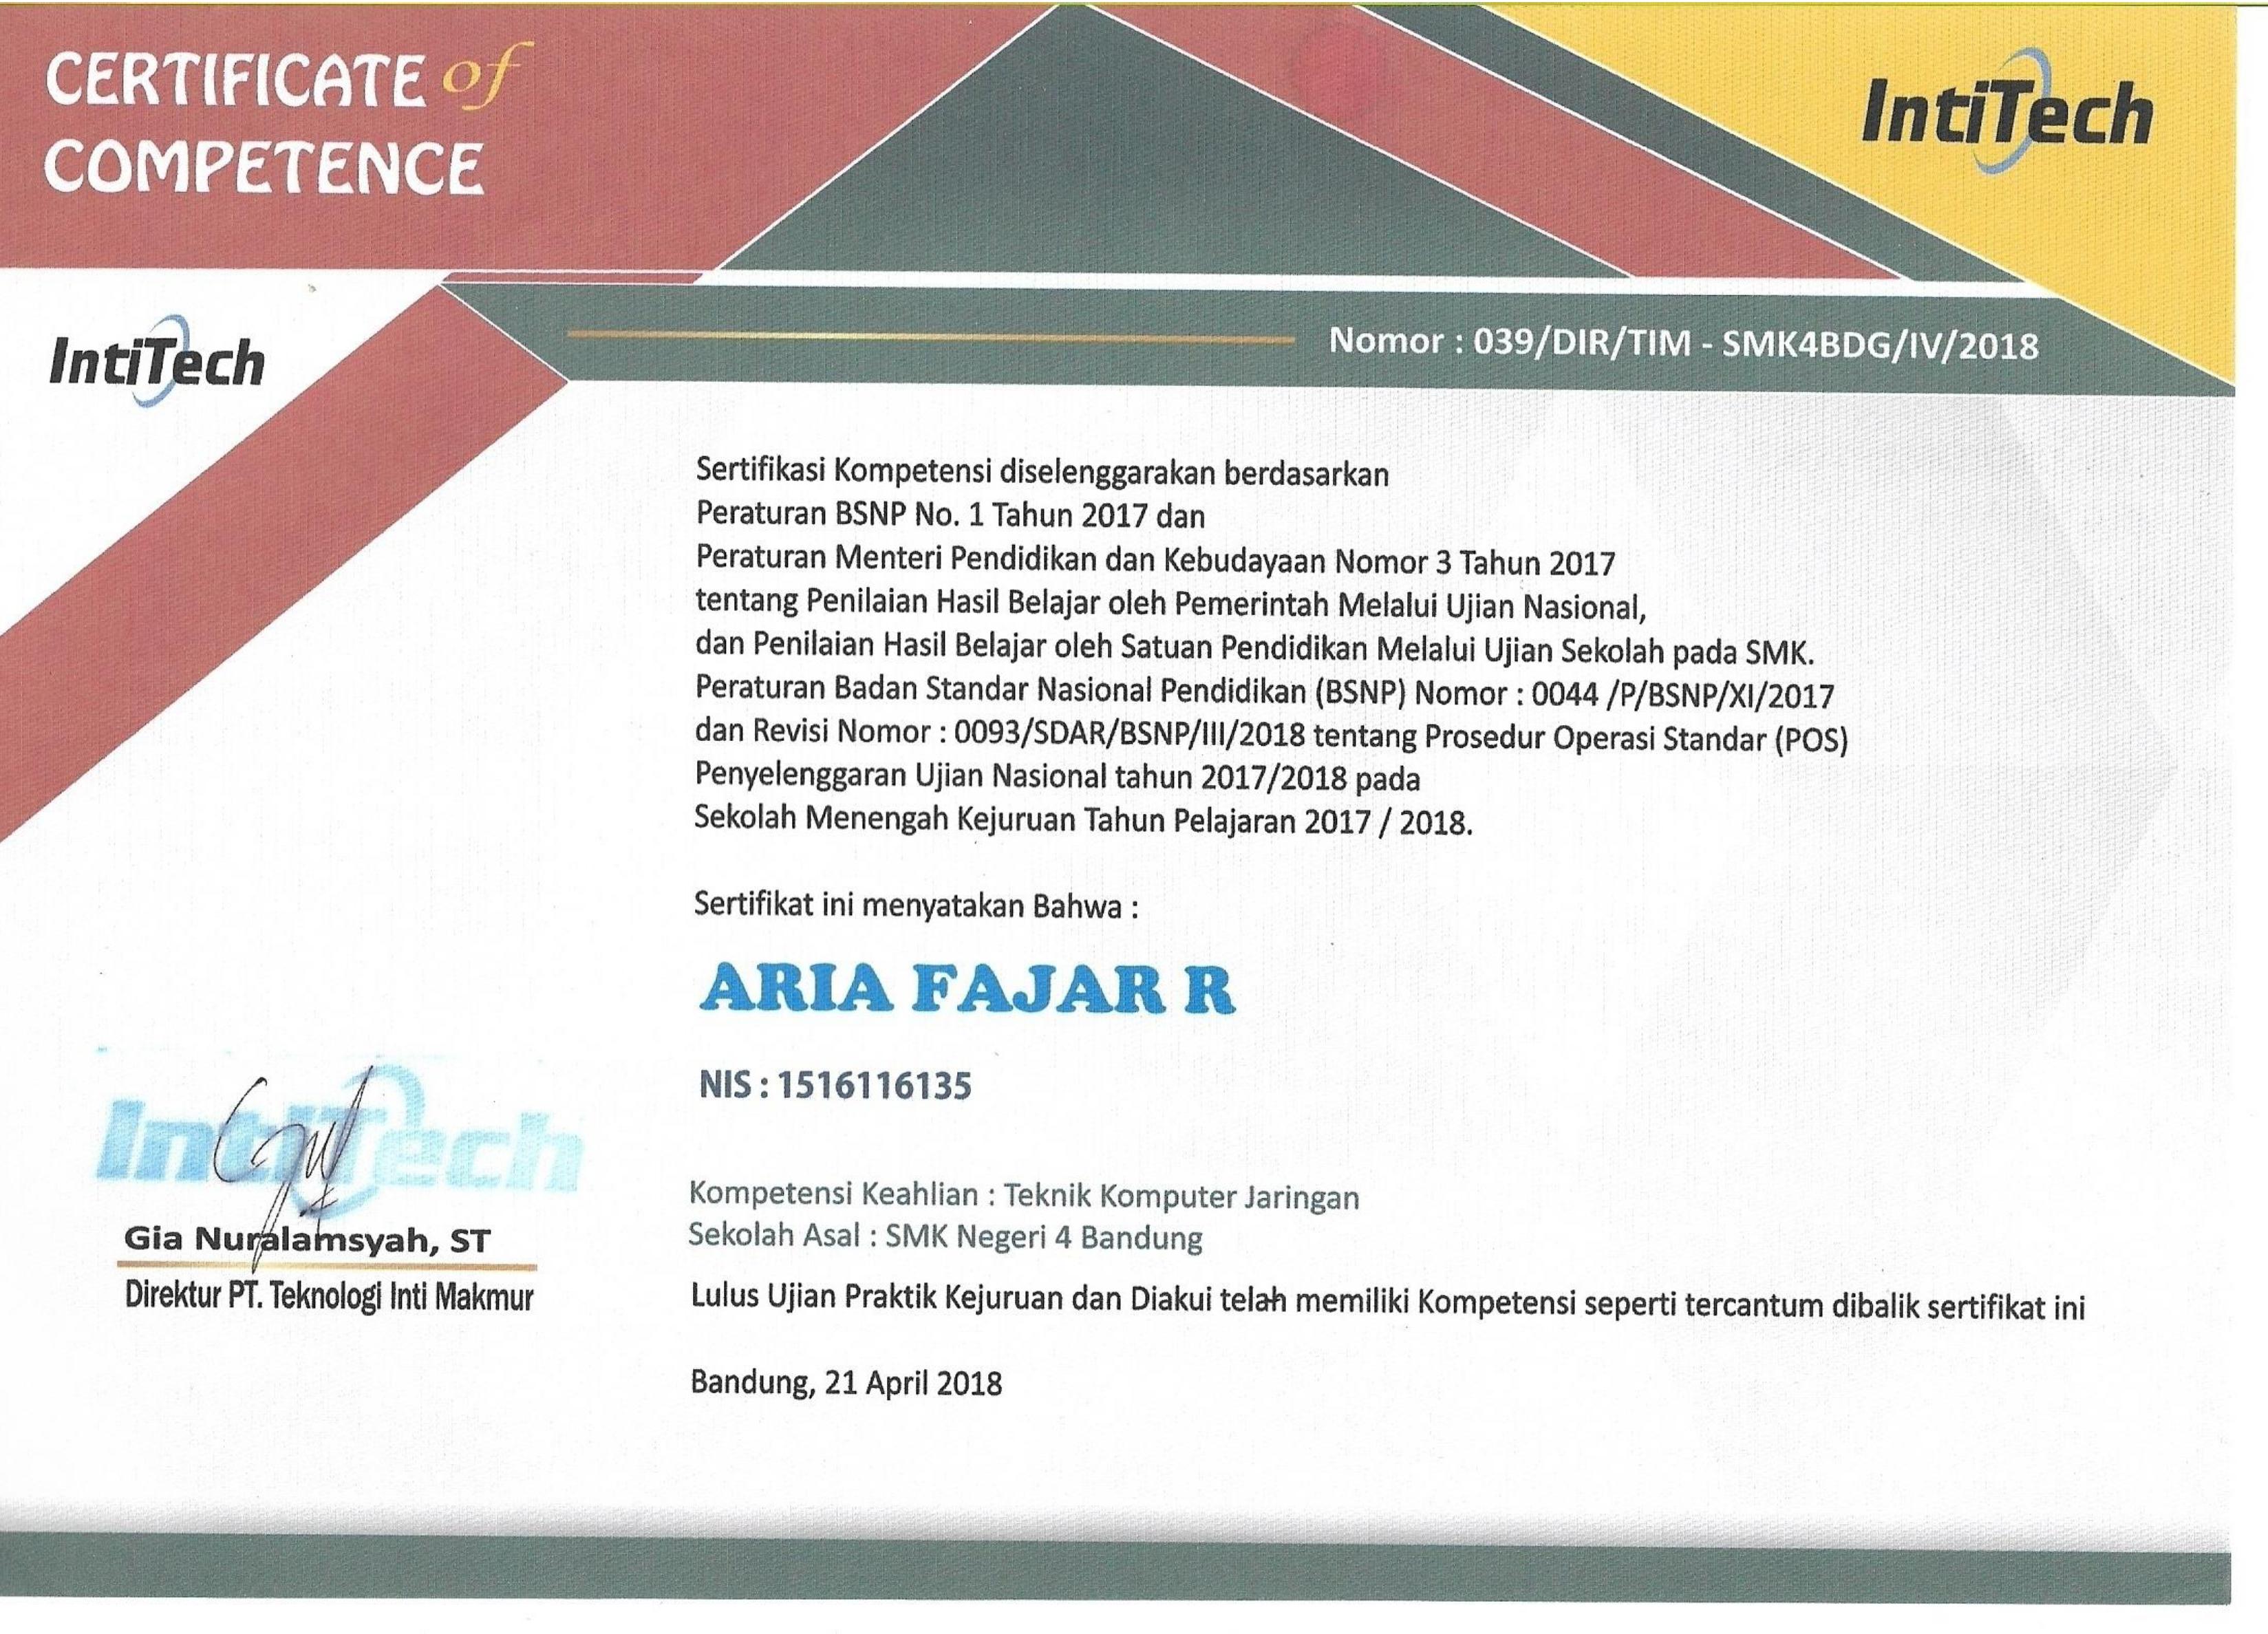 CERTIFICATE of
COMPETENCE
IntiTech
IntiTech
Nomor : 039/DIR/TIM - SMK4BDG/IV/2018
Sertifikasi Kompetensi diselenggarakan berdasarkan
Peraturan BSNP No. 1 Tahun 2017 dan
Peraturan Menteri Pendidikan dan Kebudayaan Nomor 3 Tahun 2017
tentang Penilaian Hasil Belajar oleh Pemerintah Melalui Ujian Nasional,
dan Penilaian Hasil Belajar oleh Satuan Pendidikan Melalui Ujian Sekolah pada SMK.
Peraturan Badan Standar Nasional Pendidikan (BSNP) Nomor : 0044 /P/BSNP/XI/2017
dan Revisi Nomor : 0093/SDAR/BSNP/III/2018 tentang Prosedur Operasi Standar (POS)
Penyelenggaran Ujian Nasional tahun 2017/2018 pada
Sekolah Menengah Kejuruan Tahun Pelajaran 2017 / 2018.
Sertifikat ini menyatakan Bahwa :
ARIA FAJAR R
NIS : 1516116135
Kompetensi Keahlian : Teknik Komputer Jaringan
Sekolah Asal : SMK Negeri 4 Bandung
Lulus Ujian Praktik Kejuruan dan Diakui telah memiliki Kompetensi seperti tercantum dibalik sertifikat ini
Bandung, 21 April 2018
IntiTech
Gia Nuralamsyah, ST
Direktur PT. Teknologi Inti Makmur